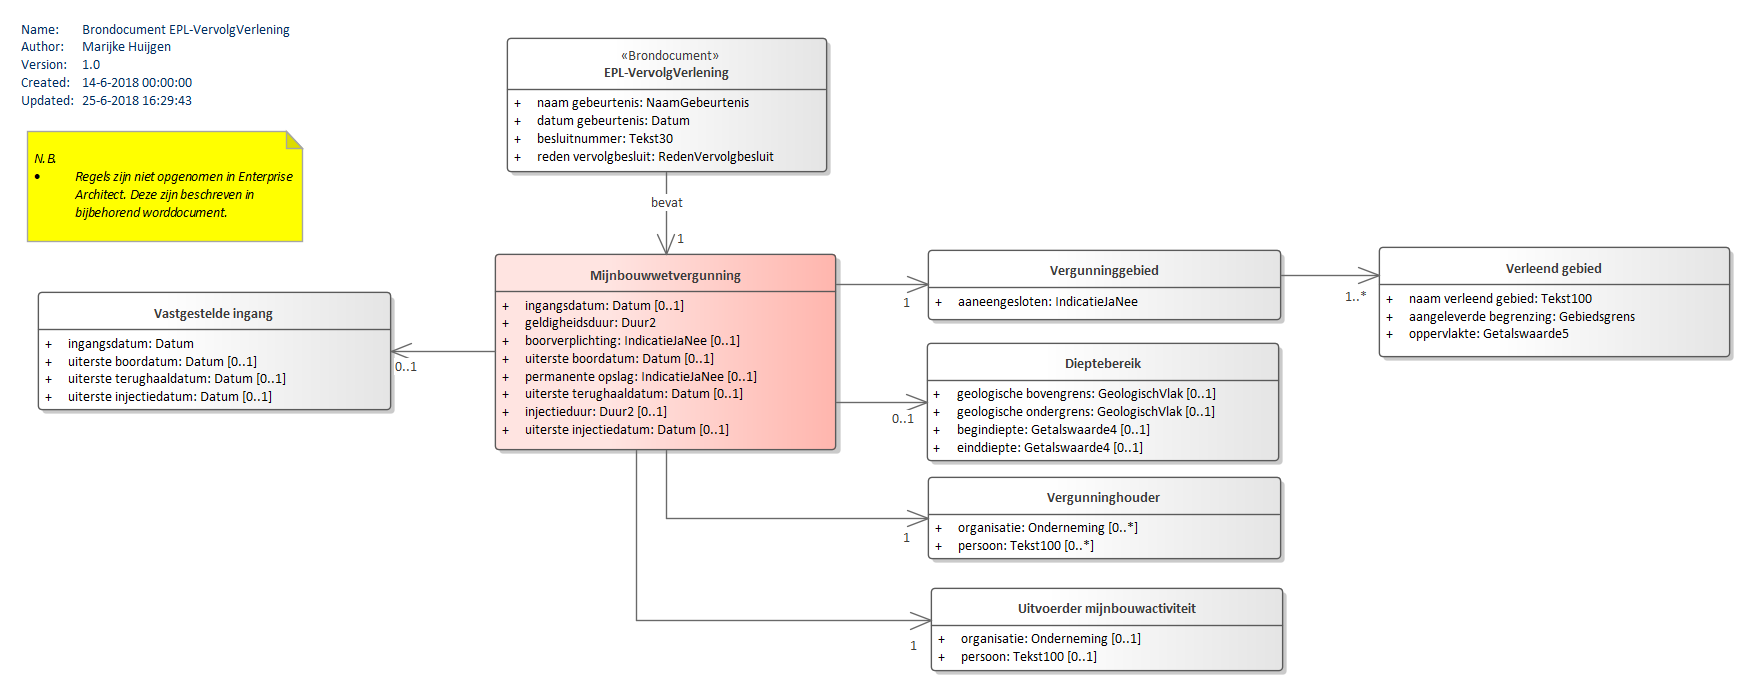 Name: Brondocument EPL-VervolgVerlening
Author: Marijke Huijgen
Version: 1.0
Created: 14-6-2018 00:00:00
Updated: 25-6-2018 16:29:43
N.B.
• Regels zijn niet opgenomen in Enterprise
Architect. Deze zijn beschreven in
bijbehorend worddocument.
«Brondocument»
EPL-VervolgVerlening
+ naam gebeurtenis: NaamGebeurtenis
+ datum gebeurtenis: Datum
+ besluitnummer: Tekst30
+ reden vervolgbesluit: RedenVervolgbesluit
bevat
1
Mijnbouwwetvergunning
+ ingangsdatum: Datum [0..1]
+ geldigheidsduur: Duur2
+ boorverplichting: IndicatieJaNee [0..1]
+ uiterste boordatum: Datum [0..1]
+ permanente opslag: IndicatieJaNee [0..1]
+ uiterste terughaaldatum: Datum [0..1]
+ injectieduur: Duur2 [0..1]
+ uiterste injectiedatum: Datum [0..1]
Vastgestelde ingang
+ ingangsdatum: Datum
+ uiterste boordatum: Datum [0..1]
+ uiterste terughaaldatum: Datum [0..1]
+ uiterste injectiedatum: Datum [0..1]
0..1
Vergunninggebied
+ aaneengesloten: IndicatieJaNee
1
Verleend gebied
+ naam verleend gebied: Tekst100
+ aangeleverde begrenzing: Gebiedsgrens
+ oppervlakte: Getalswaarde5
1..*
Dieptebereik
+ geologische bovengrens: GeologischVlak [0..1]
+ geologische ondergrens: GeologischVlak [0..1]
+ begindiepte: Getalswaarde4 [0..1]
+ einddiepte: Getalswaarde4 [0..1]
0..1
Vergunninghouder
+ organisatie: Onderneming [0..*]
+ persoon: Tekst100 [0..*]
1
Uitvoerder mijnbouwactiviteit
+ organisatie: Onderneming [0..1]
+ persoon: Tekst100 [0..1]
1